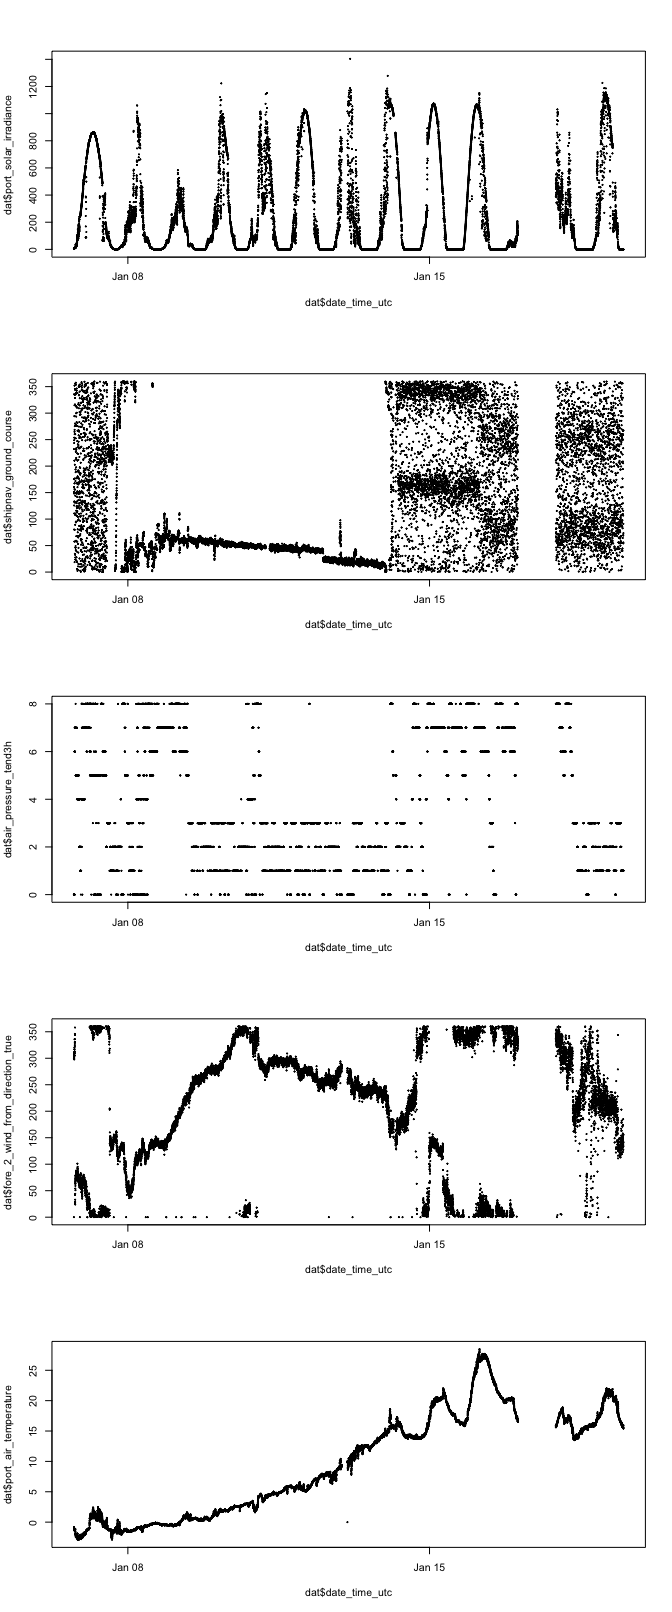 dat$port_solar_irradiance
0 200 400 600 800 1200
Jan 08 Jan 15
dat$date_time_utc
dat$shipnav_ground_course
0 50 100 150 200 250 300 350
Jan 08 Jan 15
dat$date_time_utc
dat$air_pressure_tend3h
0 2 4 6 8
Jan 08 Jan 15
dat$date_time_utc
dat$fore_2_wind_from_direction_true
0 50 100 150 200 250 300 350
Jan 08 Jan 15
dat$date_time_utc
dat$port_air_temperature
0 5 10 15 20 25
Jan 08 Jan 15
dat$date_time_utc